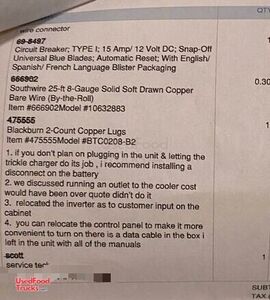 QTY
wire connector
69-8497
Circuit Breaker; TYPE I; 15 Amp/ 12 Volt DC; Snap-Off
Universal Blue Blades; Automatic Reset; With English/
Spanish/ French Language Blister Packaging
666902
0.30
Southwire 25-ft 8-Gauge Solid Soft Drawn Copper
Bare Wire (By-the-Roll)
Item #666902Model #10632883
475555
1
Blackburn 2-Count Copper Lugs
Item #475555Model #BTC0208-B2
1. if you don't plan on plugging in the unit & letting the
trickle charger do its job , i recommend installing a
disconnect on the battery
2. we discussed running an outlet to the cooler cost
would have been over quote didn't do it
3. relocated the inverter as to customer input on the
cabinet
4. you can relocate the control panel to make it more
convenient to turn on there is a data cable in the box i
left in the unit with all of the manuals
scott
1
service tech
SUB
TAX
UsedFood
Trucks.com